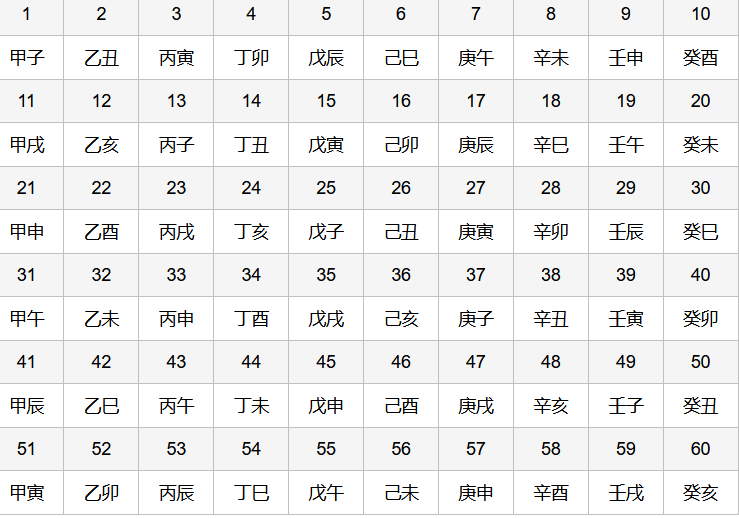 1 2 3 4 5 6 7 8 9 10
甲子 乙丑 丙寅 丁卯 戊辰 己巳 庚午 辛未 壬申 癸酉
11 12 13 14 15 16 17 18 19 20
甲戌 乙亥 丙子 丁丑 戊寅 己卯 庚辰 辛巳 壬午 癸未
21 22 23 24 25 26 27 28 29 30
甲申 乙酉 丙戌 丁亥 戊子 己丑 庚寅 辛卯 壬辰 癸巳
31 32 33 34 35 36 37 38 39 40
甲午 乙未 丙申 丁酉 戊戌 己亥 庚子 辛丑 壬寅 癸卯
41 42 43 44 45 46 47 48 49 50
甲辰 乙巳 丙午 丁未 戊申 己酉 庚戌 辛亥 壬子 癸丑
51 52 53 54 55 56 57 58 59 60
甲寅 乙卯 丙辰 丁巳 戊午 己未 庚申 辛酉 壬戌 癸亥